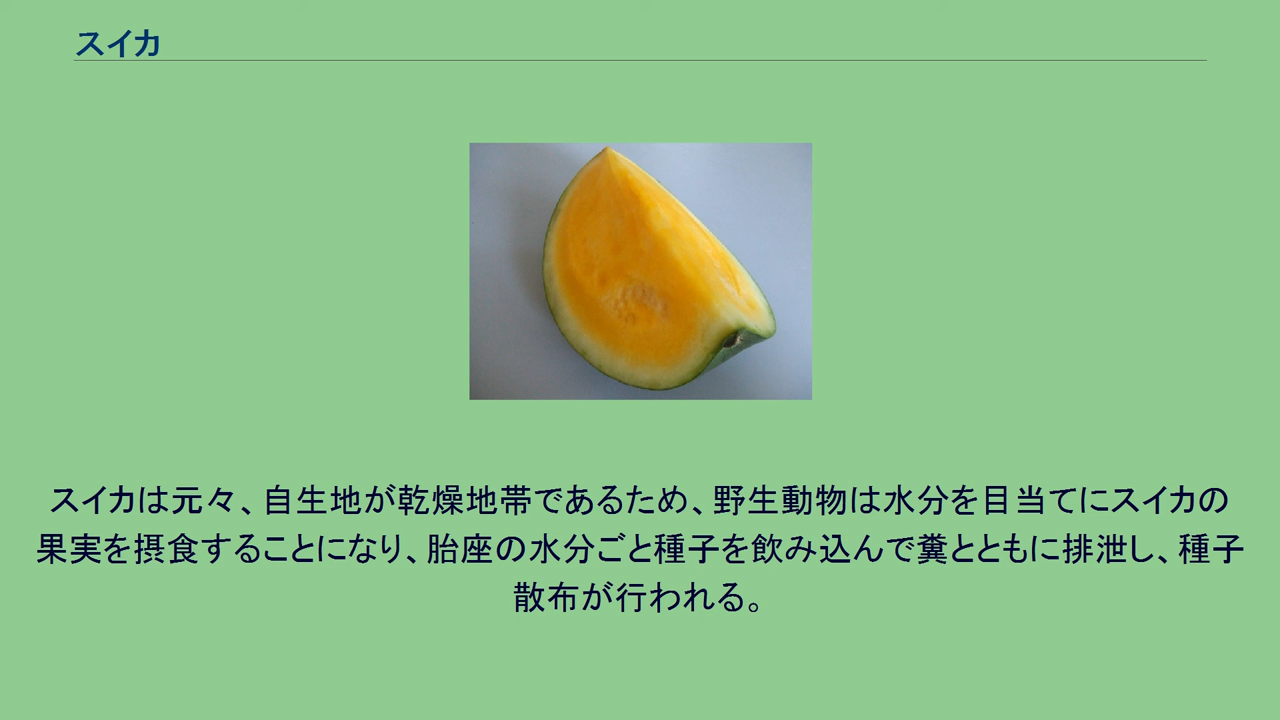 スイカ
スイカは元々、自生地が乾燥地帯であるため、野生動物は水分を目当てにスイカの
果実を摂食することになり、胎座の水分ごと種子を飲み込んで糞とともに排泄し、種子
散布が行われる。